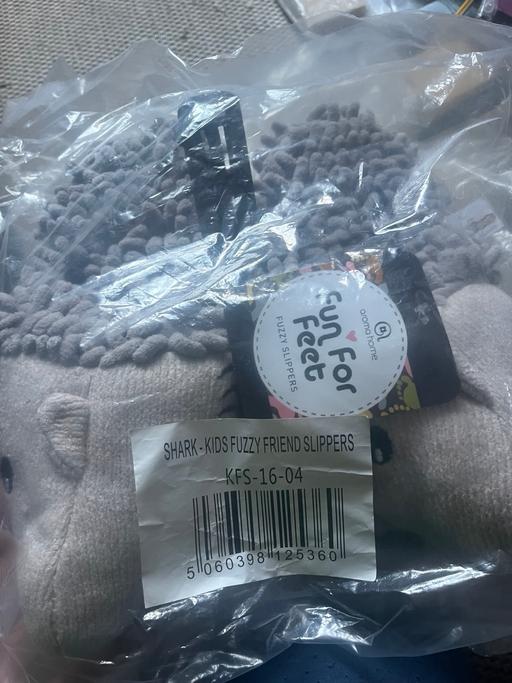 aroma home
fun for
feet
FUZZY SLIPPERS
SHARK - KIDS FUZZY FRIEND SLIPPERS
KFS-16-04
5 060398 125360